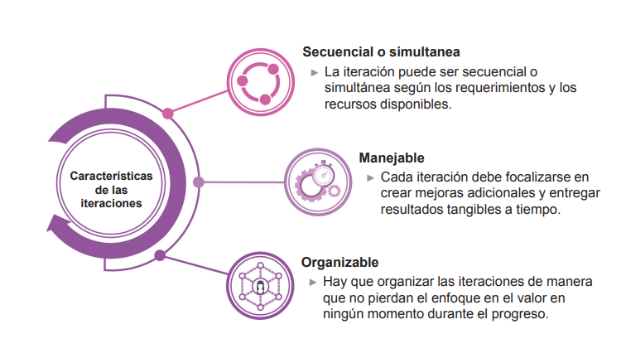 Características
de las
iteraciones
Secuencial o simultanea
► La iteración puede ser secuencial o
simultánea según los requerimientos y los
recursos disponibles.
Manejable
► Cada iteración debe focalizarse en
crear mejoras adicionales y entregar
resultados tangibles a tiempo.
Organizable
► Hay que organizar las iteraciones de manera
que no pierdan el enfoque en el valor en
ningún momento durante el progreso.